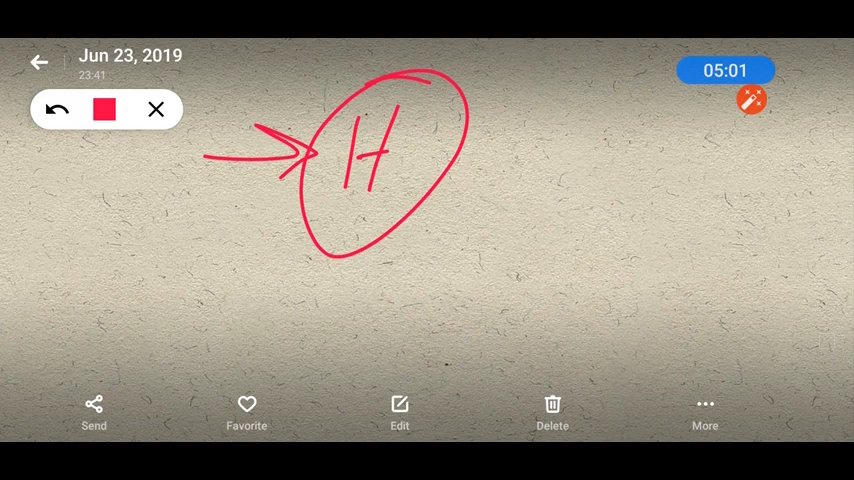 Jun 23, 2019
23:41
05:01
H
Send
Favorite
Edit
Delete
More